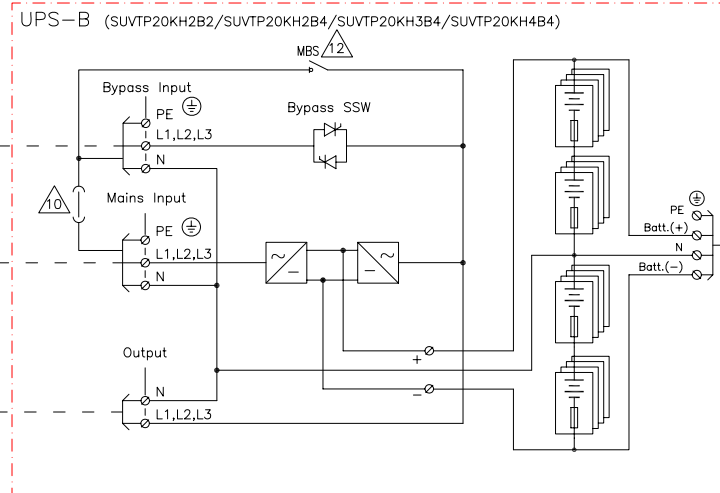 UPS-B (SUVTP20KH2B2/SUVTP20KH2B4/SUVTP20KH3B4/SUVTP20KH4B4)
MBS 12
Bypass Input
PE
Bypass SSW
L1,L2,L3
N
10
Mains Input
PE
L1,L2,L3
N
PE
Batt.(+)
N
Batt.(-)
Output
+
-
N
L1,L2,L3